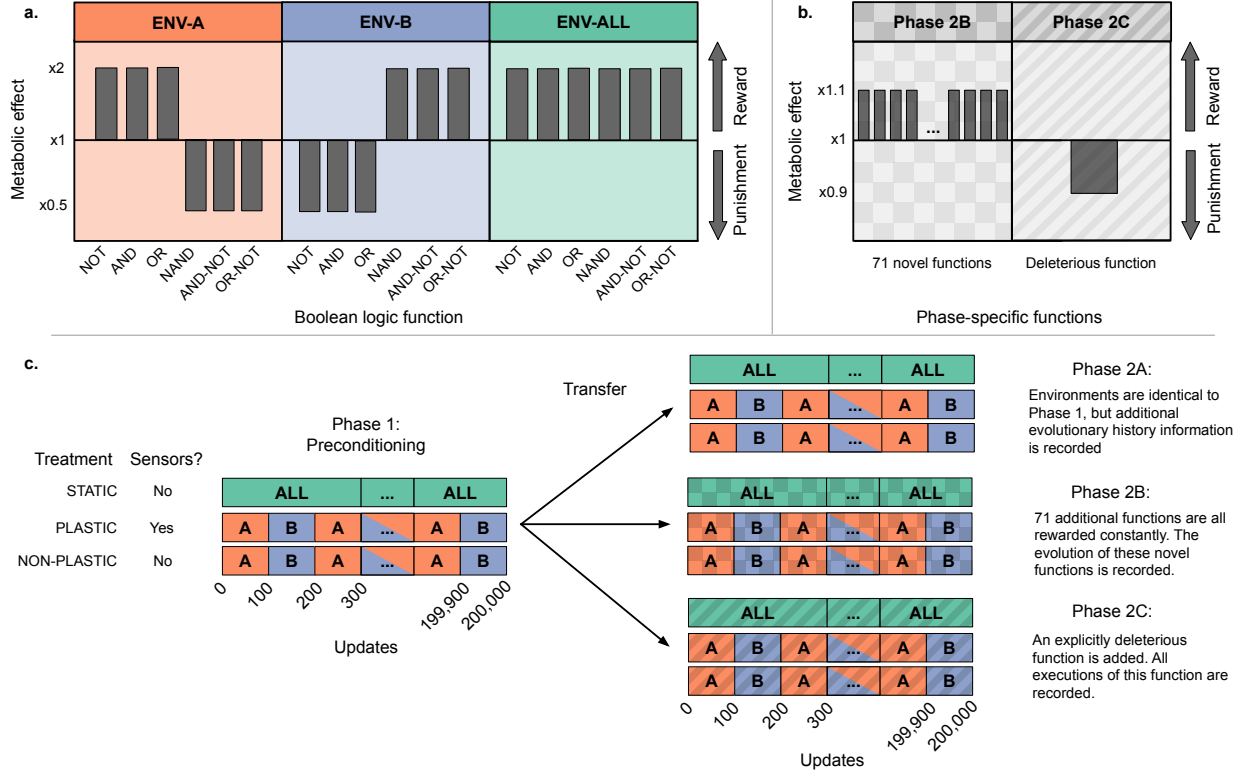 a.
ENV-A
ENV-B
ENV-ALL
Metabolic effect
x2
x1
x0.5
Reward
Punishment
NOT
AND
OR
NAND
AND-NOT
OR-NOT
NOT
AND
OR
NAND
AND-NOT
OR-NOT
NOT
AND
OR
NAND
AND-NOT
OR-NOT
Boolean logic function
b.
Phase 2B
Phase 2C
Metabolic effect
x1.1
x1
x0.9
...
Reward
Punishment
71 novel functions
Deleterious function
Phase-specific functions
c.
Phase 1:
Preconditioning
Treatment Sensors?
STATIC No ALL ... ALL
PLASTIC Yes A B A ... A B
NON-PLASTIC No A B A ... A B
0 100 200 300 199,900 200,000
Updates
Transfer
ALL ... ALL
A B A ... A B
A B A ... A B
Phase 2A:
Environments are identical to
Phase 1, but additional
evolutionary history information
is recorded
ALL ... ALL
A B A ... A B
A B A ... A B
Phase 2B:
71 additional functions are all
rewarded constantly. The
evolution of these novel
functions is recorded.
ALL ... ALL
A B A ... A B
A B A ... A B
Phase 2C:
An explicitly deleterious
function is added. All
executions of this function are
recorded.
0 100 200 300 199,900 200,000
Updates